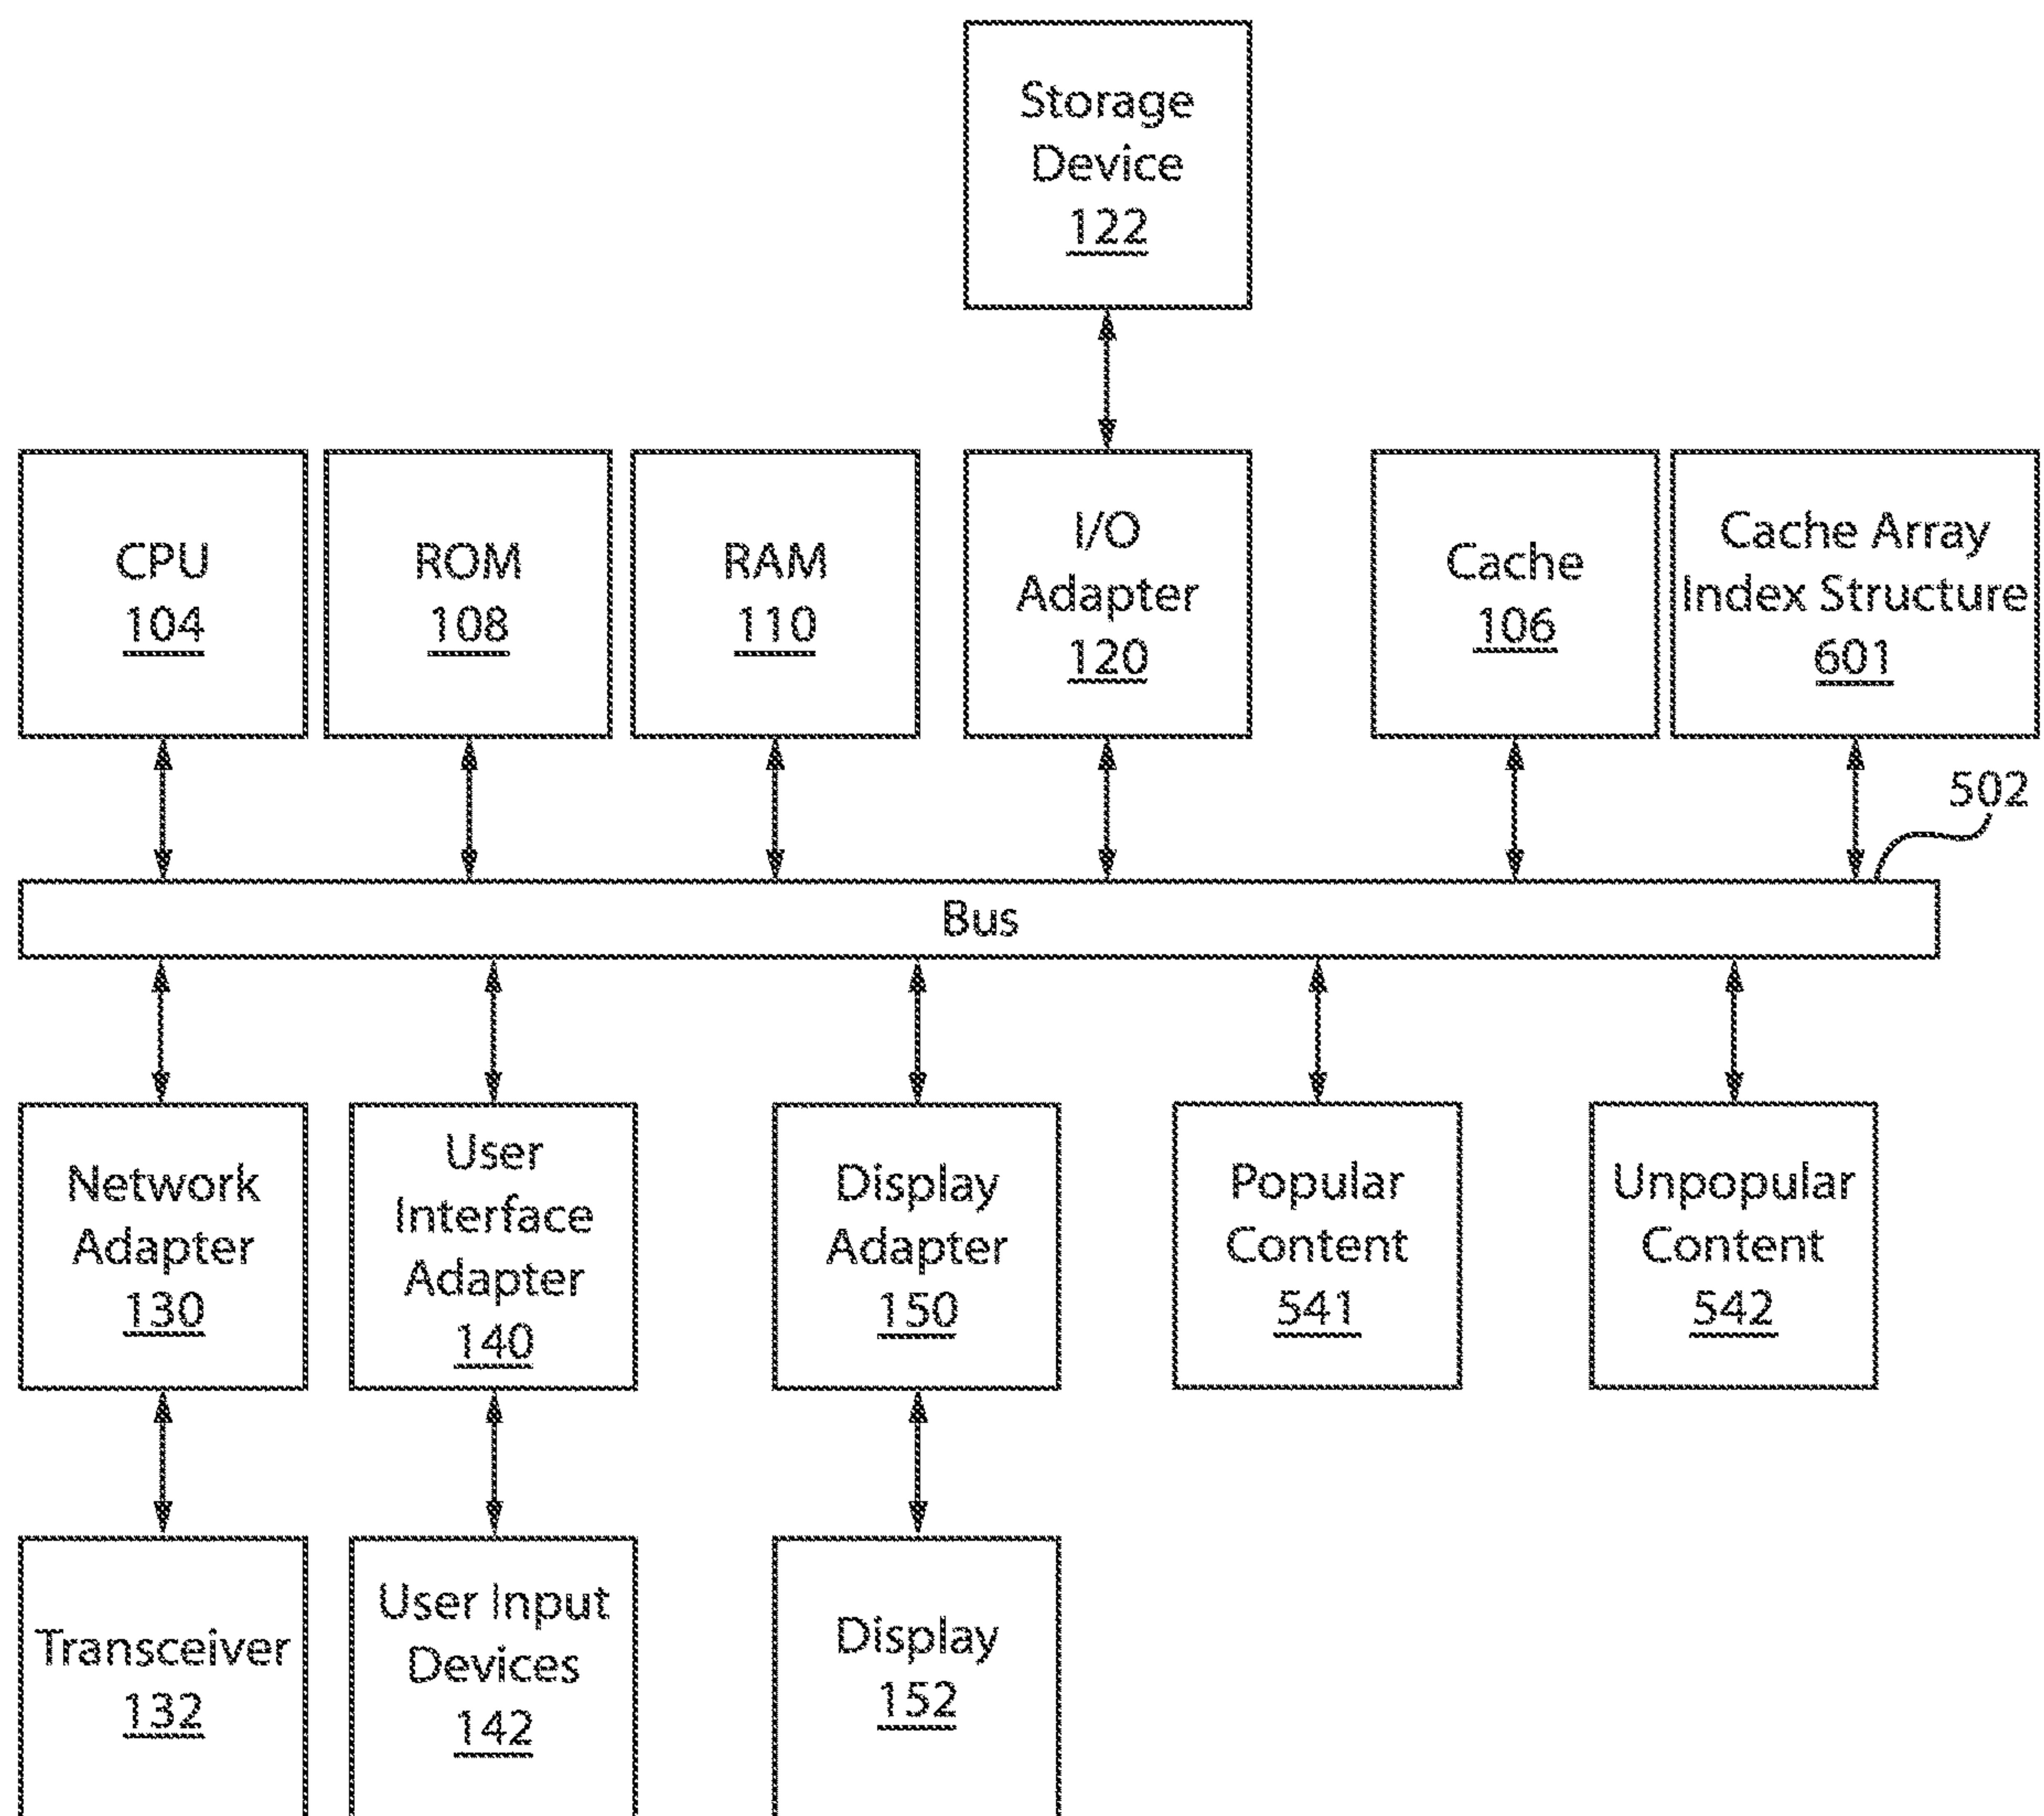 Storage
Device
122
CPU
104
ROM
108
RAM
110
I/O
Adapter
120
Cache
106
Cache Array
Index Structure
601
502
Bus
Network
Adapter
130
User
Interface
Adapter
140
Display
Adapter
150
Popular
Content
541
Unpopular
Content
542
Transceiver
132
User Input
Devices
142
Display
152